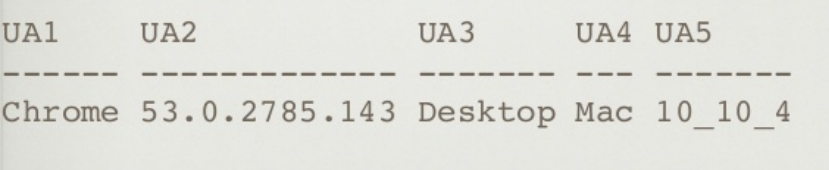 UA1    UA2           UA3     UA4 UA5
------ ------------- ------- --- -------
Chrome 53.0.2785.143 Desktop Mac 10_10_4